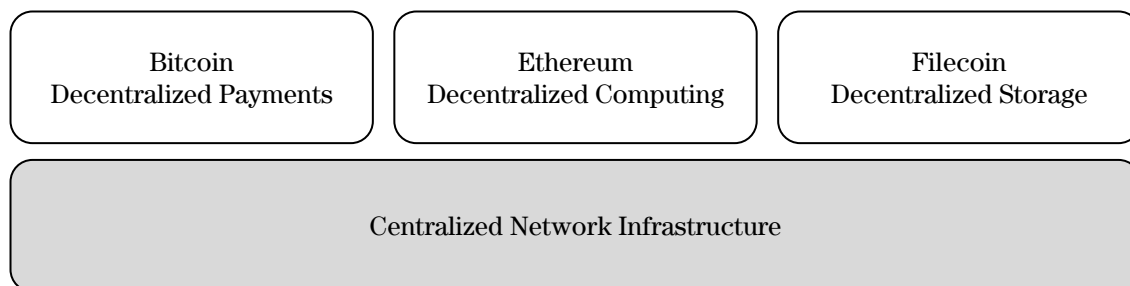 Bitcoin
Decentralized Payments
Ethereum
Decentralized Computing
Filecoin
Decentralized Storage
Centralized Network Infrastructure